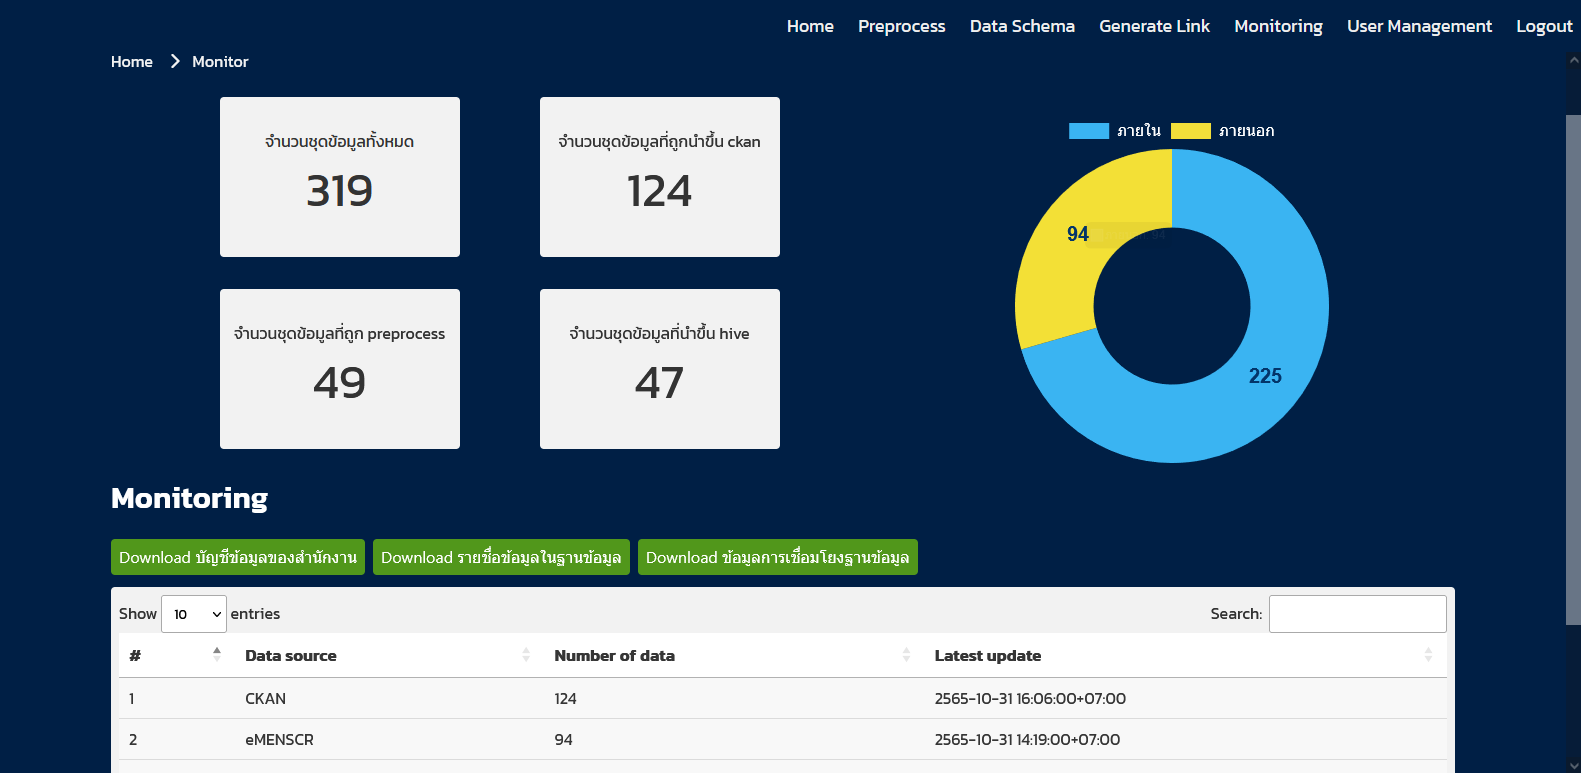 Home Preprocess Data Schema Generate Link Monitoring User Management Logout
Home Monitor
จำนวนชุดข้อมูลทั้งหมด
319
จำนวนชุดข้อมูลที่ถูกนำขึ้น ckan
124
จำนวนชุดข้อมูลที่ถูก preprocess
49
จำนวนชุดข้อมูลที่นำขึ้น hive
47
ภายใน ภายนอก
94
225
Monitoring
Download บัญชีข้อมูลของสำนักงาน Download รายชื่อข้อมูลในฐานข้อมูล Download ข้อมูลการเชื่อมโยงฐานข้อมูล
Show 10 entries Search:
# Data source Number of data Latest update
1 CKAN 124 2565-10-31 16:06:00+07:00
2 eMENSCR 94 2565-10-31 14:19:00+07:00